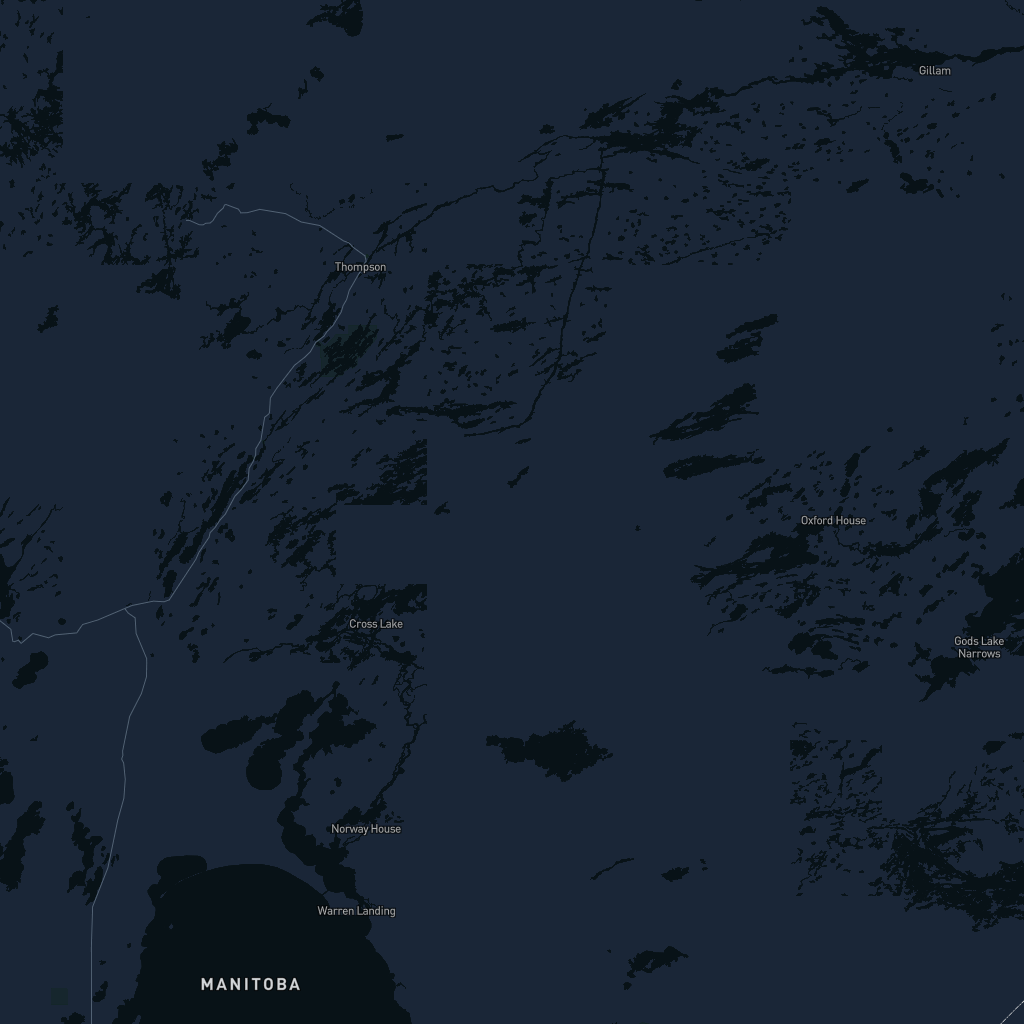 Gillam
Thompson
Oxford House
Cross Lake
Gods Lake
Narrows
Norway House
Warren Landing
MANITOBA